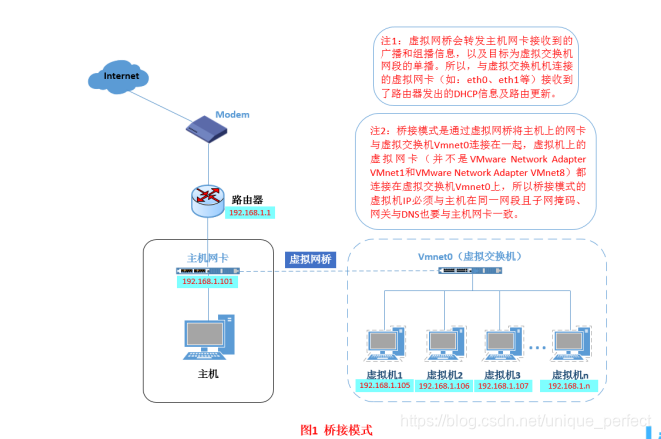 注1：虚拟网桥会转发主机网卡接收到的
广播和组播信息，以及目标为虚拟交换机
网段的单播。所以，与虚拟交换机机连接
的虚拟网卡（如：eth0、eth1等）接收到
了路由器发出的DHCP信息及路由更新。
Internet
Modem
注2：桥接模式是通过虚拟网桥将主机上的网卡
与虚拟交换机Vmnet0连接在一起，虚拟机上的
虚拟网卡（并不是VMware Network Adapter
VMnet1和VMware Network Adapter VMnet8）都
连接在虚拟交换机Vmnet0上，所以桥接模式的
虚拟机IP必须与主机在同一网段且子网掩码、
网关与DNS也要与主机网卡一致。
路由器
192.168.1.1
主机网卡
192.168.1.101
主机
虚拟网桥
Vmnet0（虚拟交换机）
虚拟机1
虚拟机2
虚拟机3
虚拟机n
192.168.1.105
192.168.1.106
192.168.1.107
192.168.1.n
图1 桥接模式
https://blog.csdn.net/unique_perfect